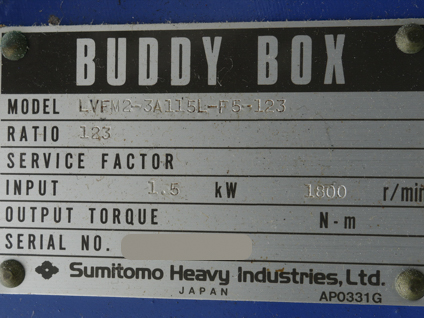 BUDDY BOX
MODEL LVFM2-3A115L-F5-123
RATIO 123
SERVICE FACTOR
INPUT 1.5 kW 1800 r/min
OUTPUT TORQUE N-m
SERIAL NO.
Sumitomo Heavy Industries, Ltd.
JAPAN AP0331G